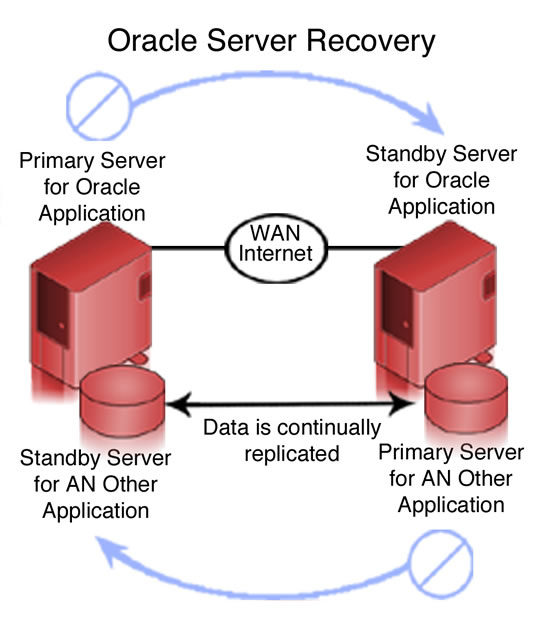 Oracle Server Recovery
Primary Server
for Oracle
Application
Standby Server
for Oracle
Application
WAN
Internet
Data is continually
replicated
Standby Server
for AN Other
Application
Primary Server
for AN Other
Application